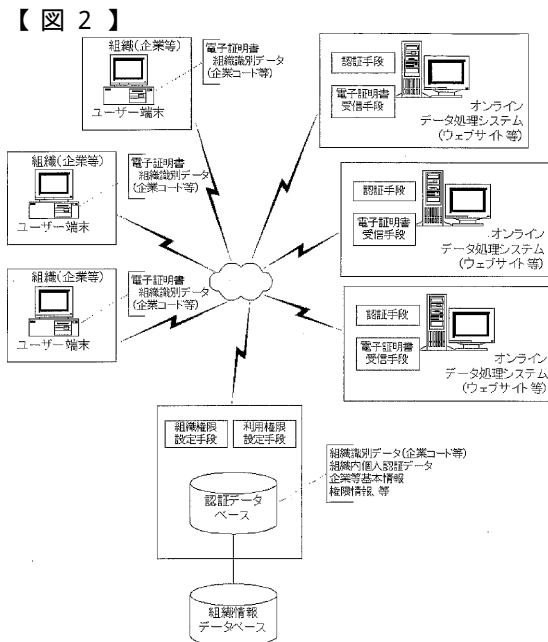 【図2】
組織(企業等)
ユーザー端末
電子証明書
組織識別データ
(企業コード等)
組織(企業等)
ユーザー端末
電子証明書
組織識別データ
(企業コード等)
組織(企業等)
ユーザー端末
電子証明書
組織識別データ
(企業コード等)
認証手段
電子証明書
受信手段
オンライン
データ処理システム
(ウェブサイト等)
認証手段
電子証明書
受信手段
オンライン
データ処理システム
(ウェブサイト等)
認証手段
電子証明書
受信手段
オンライン
データ処理システム
(ウェブサイト等)
組織権限
設定手段
利用権限
設定手段
認証データ
ベース
組織識別データ(企業コード等)
組織内個人認証データ
企業等基本情報
権限情報、等
組織情報
データベース